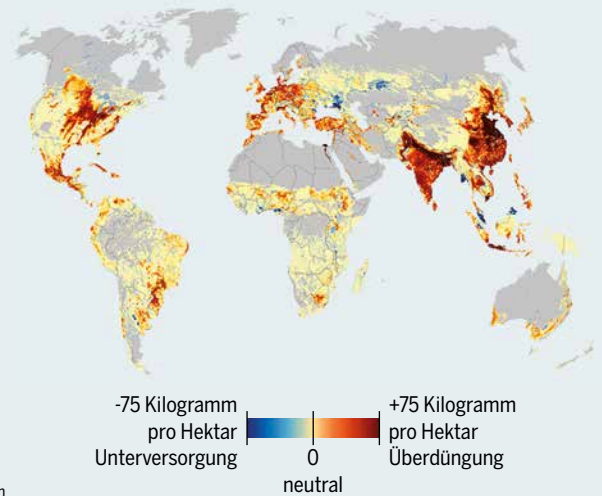 -75 Kilogramm
pro Hektar
Unterversorgung
0
neutral
+75 Kilogramm
pro Hektar
Überdüngung